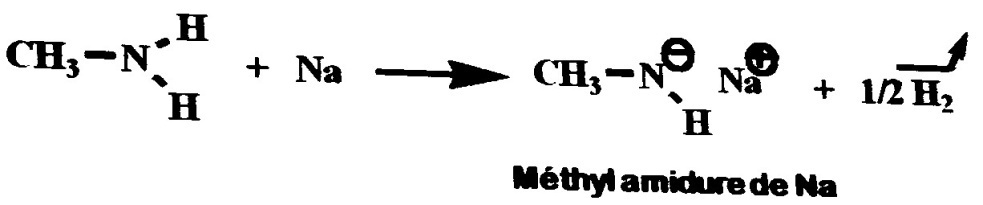 CH₃−N H H + Na ⟶ CH₃−N⊖ H Na⊕ + 1/2 H₂
Méthyl amidure de Na